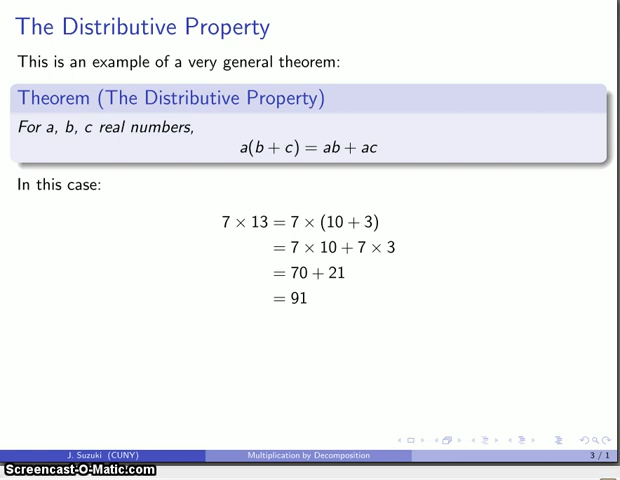 The Distributive Property
This is an example of a very general theorem:
Theorem (The Distributive Property)
For a, b, c real numbers,
a(b + c) = ab + ac
In this case:
7 × 13 = 7 × (10 + 3)
= 7 × 10 + 7 × 3
= 70 + 21
= 91
J. Suzuki (CUNY) Multiplication by Decomposition 3 / 1
Screencast-O-Matic.com